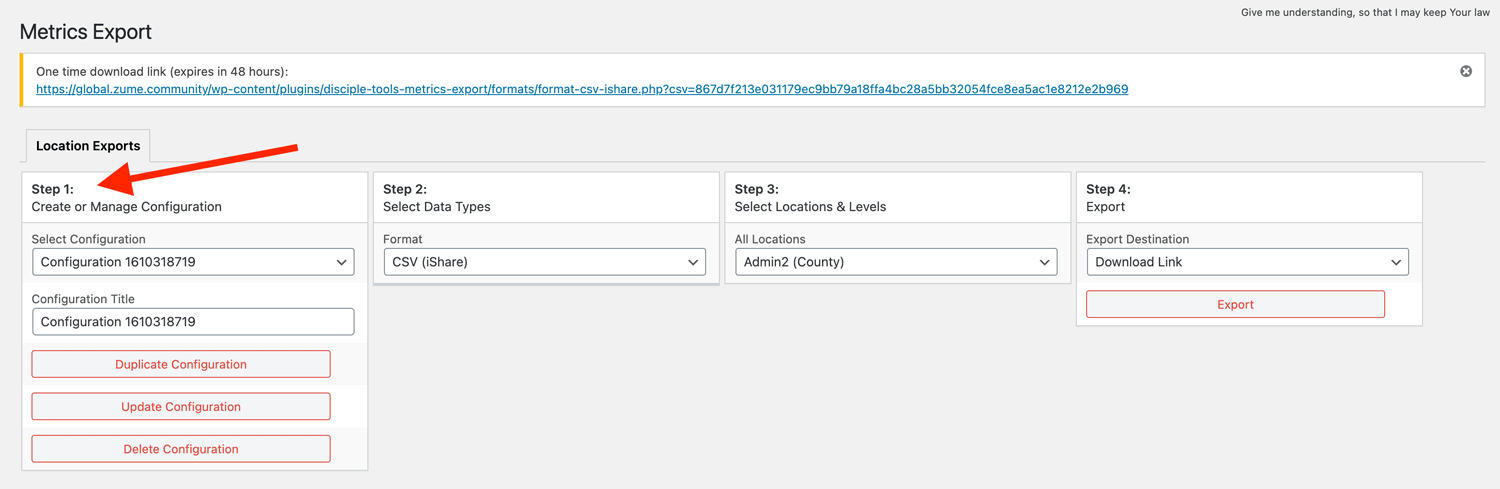 Give me understanding, so that I may keep Your law
Metrics Export
One time download link (expires in 48 hours):
https://global.zume.community/wp-content/plugins/disciple-tools-metrics-export/formats/format-csv-ishare.php?csv=867d7f213e031179ec9bb79a18ffa4bc28a5bb32054fce8ea5ac1e8212e2b969
Location Exports
Step 1:
Create or Manage Configuration
Select Configuration
Configuration 1610318719
Configuration Title
Configuration 1610318719
Duplicate Configuration
Update Configuration
Delete Configuration
Step 2:
Select Data Types
Format
CSV (iShare)
Step 3:
Select Locations & Levels
All Locations
Admin2 (County)
Step 4:
Export
Export Destination
Download Link
Export